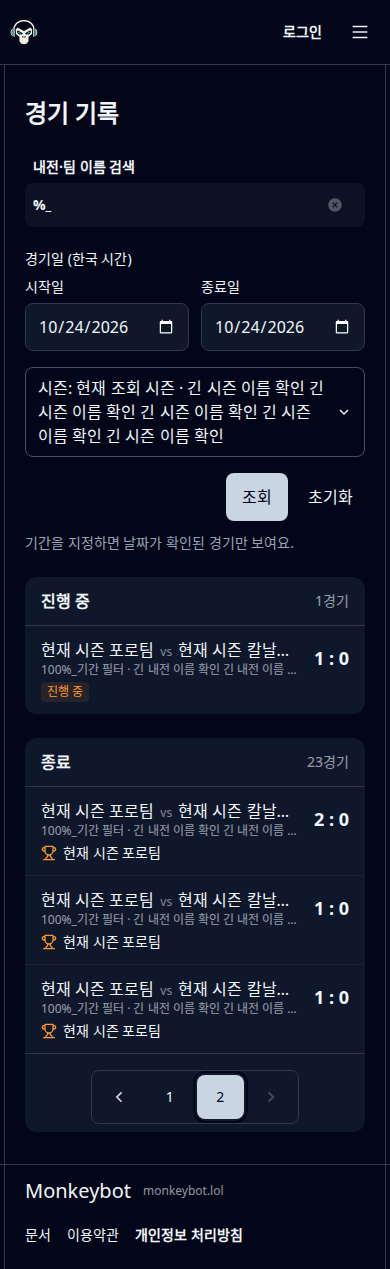 로그인
경기 기록
내전·팀 이름 검색
%_
경기일 (한국 시간)
시작일 종료일
10/24/2026 10/24/2026
시즌: 현재 조회 시즌 · 긴 시즌 이름 확인 긴
시즌 이름 확인 긴 시즌 이름 확인 긴 시즌
이름 확인 긴 시즌 이름 확인
조회 초기화
기간을 지정하면 날짜가 확인된 경기만 보여요.
진행 중 1경기
현재 시즌 포로팀 vs 현재 시즌 칼날... 1 : 0
100%_기간 필터 · 긴 내전 이름 확인 긴 내전 이름 ...
진행 중
종료 23경기
현재 시즌 포로팀 vs 현재 시즌 칼날... 2 : 0
100%_기간 필터 · 긴 내전 이름 확인 긴 내전 이름 ...
현재 시즌 포로팀
현재 시즌 포로팀 vs 현재 시즌 칼날... 1 : 0
100%_기간 필터 · 긴 내전 이름 확인 긴 내전 이름 ...
현재 시즌 포로팀
현재 시즌 포로팀 vs 현재 시즌 칼날... 1 : 0
100%_기간 필터 · 긴 내전 이름 확인 긴 내전 이름 ...
현재 시즌 포로팀
1 2
Monkeybot monkeybot.lol
문서 이용약관 개인정보 처리방침